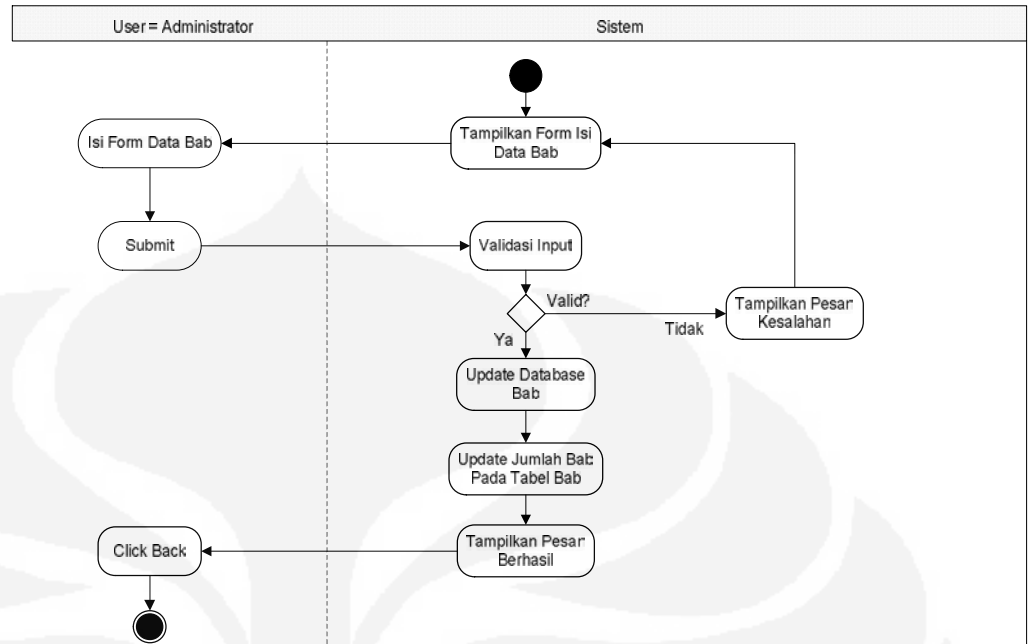 User = Administrator
Sistem
Tampilkan Form Isi
Data Bab
Isi Form Data Bab
Submit
Validasi Input
Valid?
Tidak
Tampilkan Pesan
Kesalahan
Ya
Update Database
Bab
Update Jumlah Bab
Pada Tabel Bab
Tampilkan Pesan
Berhasil
Click Back